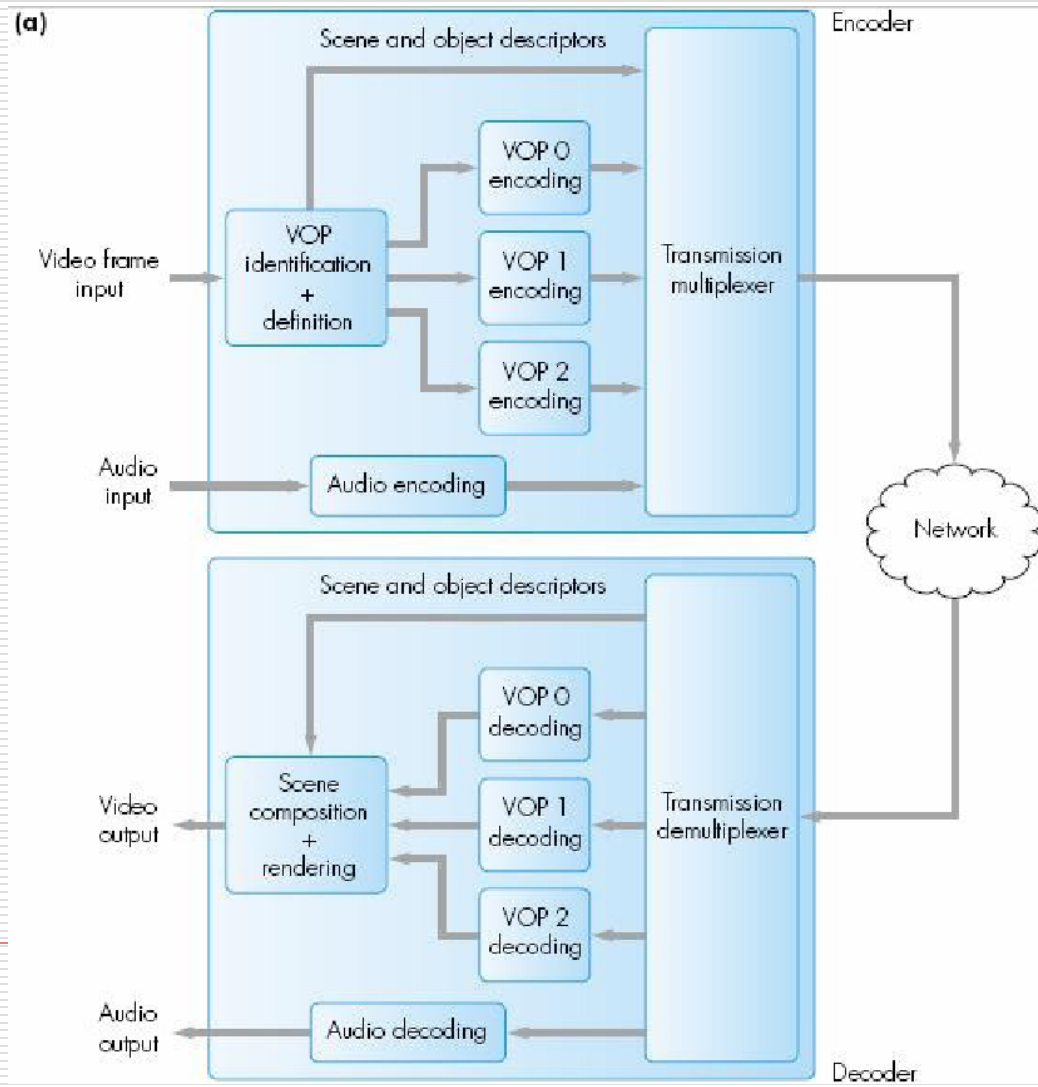 (a)
Encoder
Scene and object descriptors
VOP 0
encoding
VOP
identification
+
definition
Video frame
input
VOP 1
encoding
Transmission
multiplexer
VOP 2
encoding
Audio
input
Audio encoding
Network
Scene and object descriptors
VOP 0
decoding
Scene
composition
+
rendering
Video
output
VOP 1
decoding
Transmission
demultiplexer
VOP 2
decoding
Audio
output
Audio decoding
Decoder